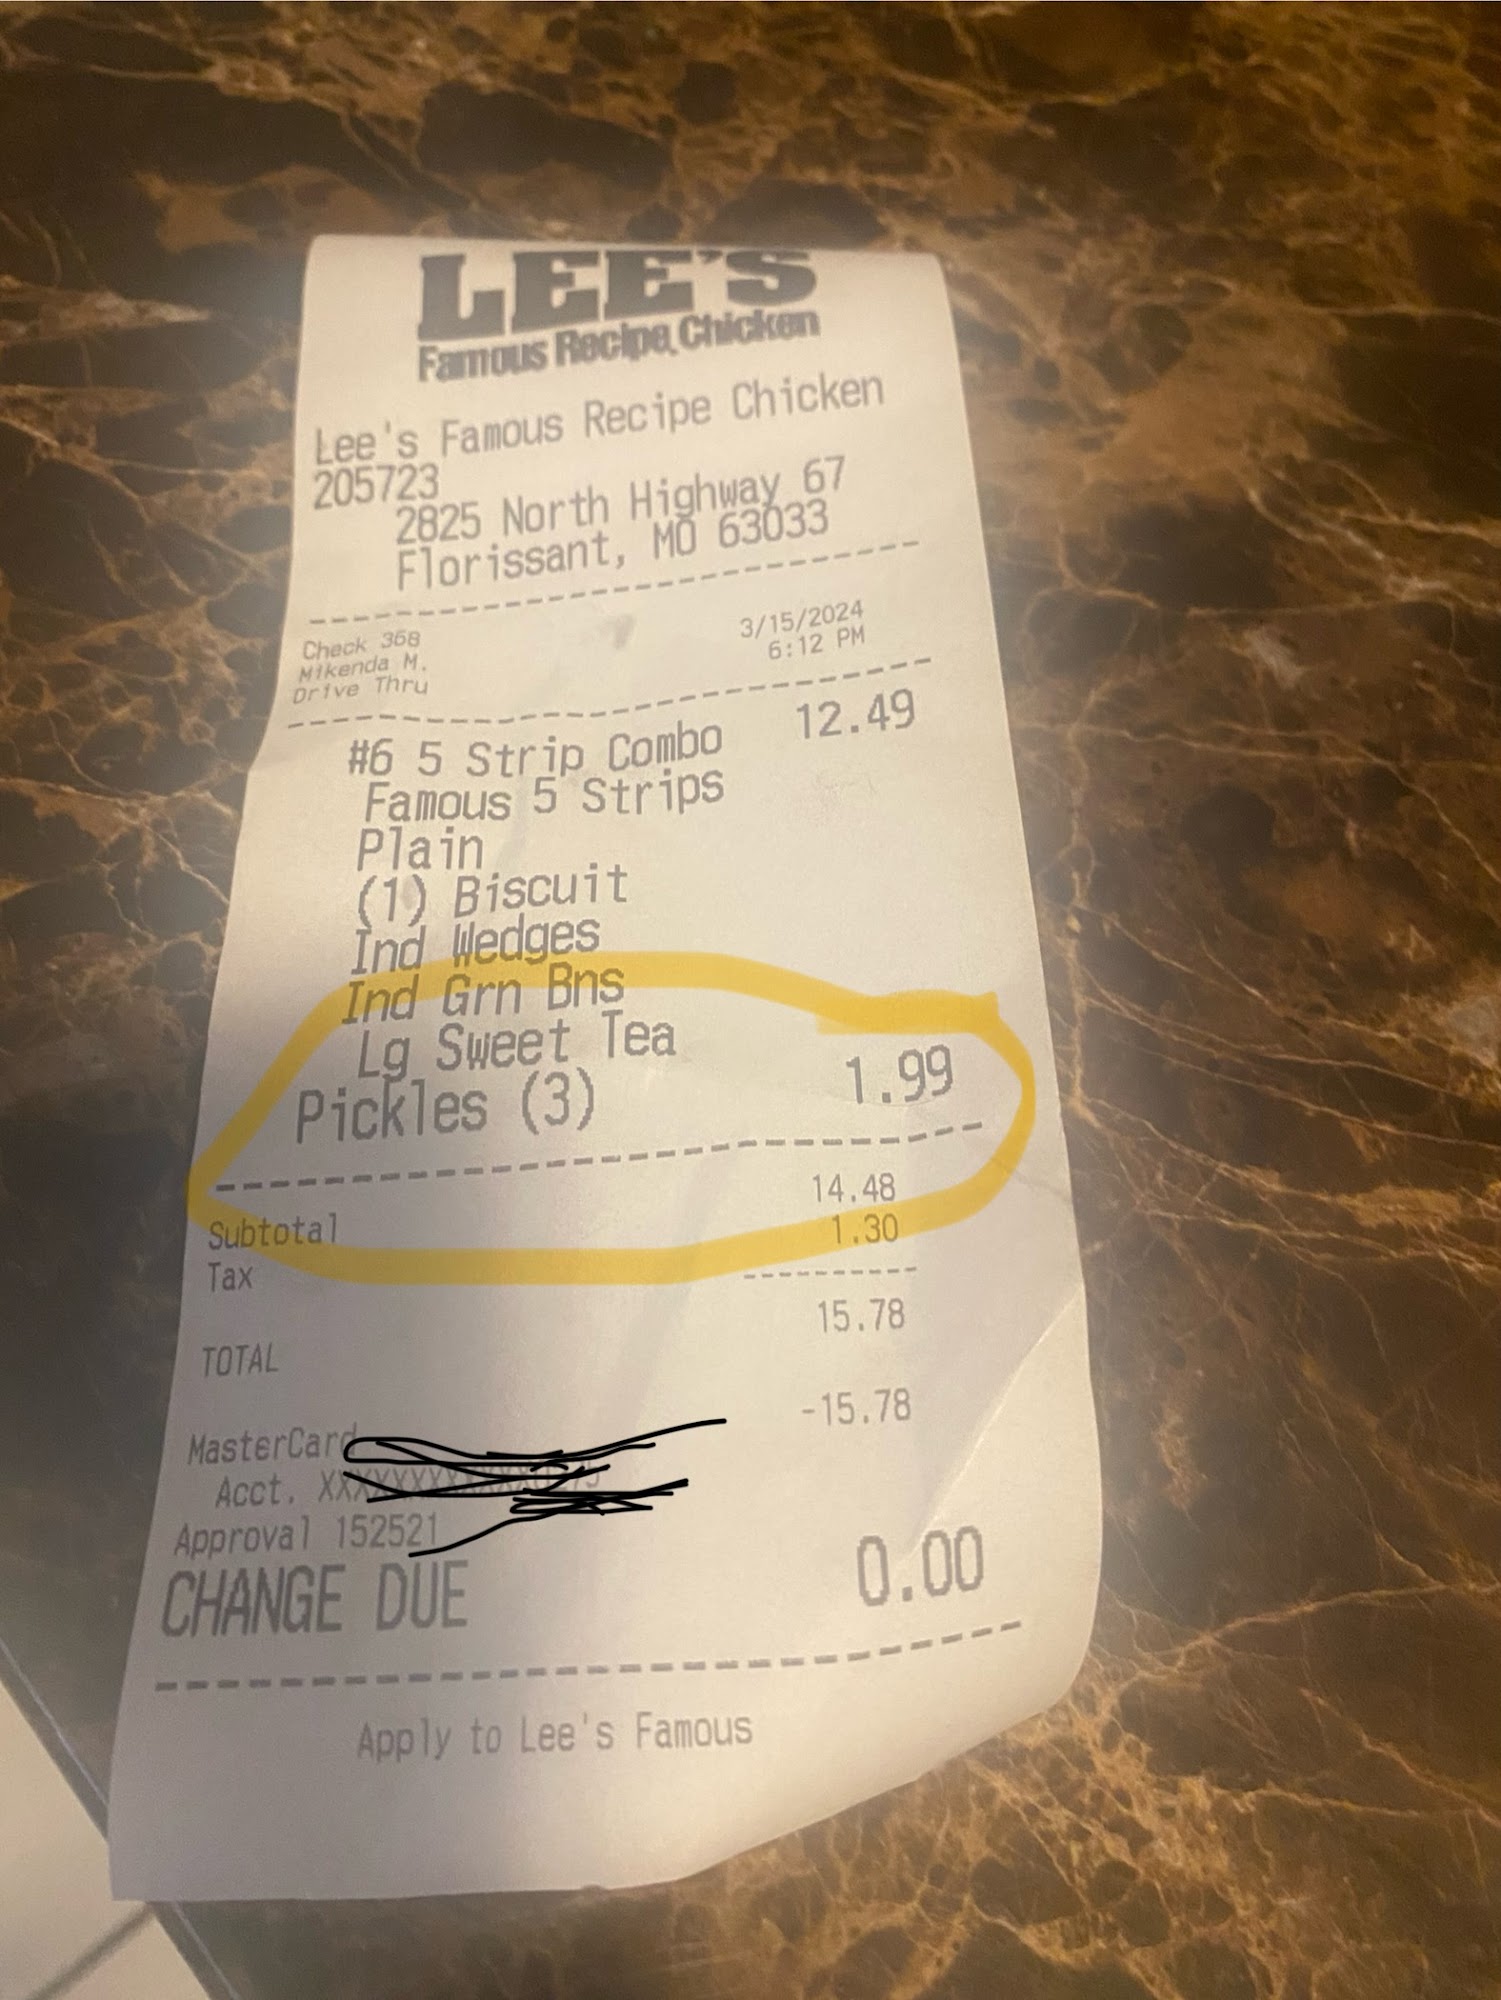 LEE'S
Famous Recipe Chicken
Lee's Famous Recipe Chicken
205723
2825 North Highway 67
Florissant, MO 63033
Check 368 3/15/2024
Mikenda M. 6:12 PM
Drive Thru
#6 5 Strip Combo 12.49
Famous 5 Strips
Plain
(1) Biscuit
Ind Wedges
Ind Grn Bns
Lg Sweet Tea
Pickles (3) 1.99
Subtotal 14.48
Tax 1.30
TOTAL 15.78
MasterCard -15.78
Acct.
Approval 152521
CHANGE DUE 0.00
Apply to Lee's Famous